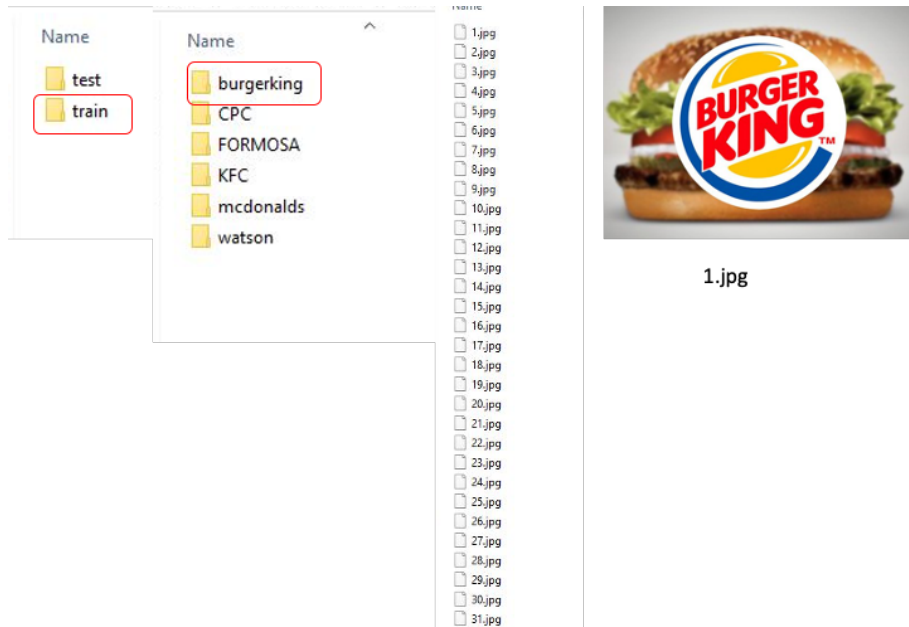 Name
test
train
Name
burgerking
CPC
FORMOSA
KFC
mcdonalds
watson
Name
1.jpg
2.jpg
3.jpg
4.jpg
5.jpg
6.jpg
7.jpg
8.jpg
9.jpg
10.jpg
11.jpg
12.jpg
13.jpg
14.jpg
15.jpg
16.jpg
17.jpg
18.jpg
19.jpg
20.jpg
21.jpg
22.jpg
23.jpg
24.jpg
25.jpg
26.jpg
27.jpg
28.jpg
29.jpg
30.jpg
31.jpg
BURGER
KING
TM
1.jpg